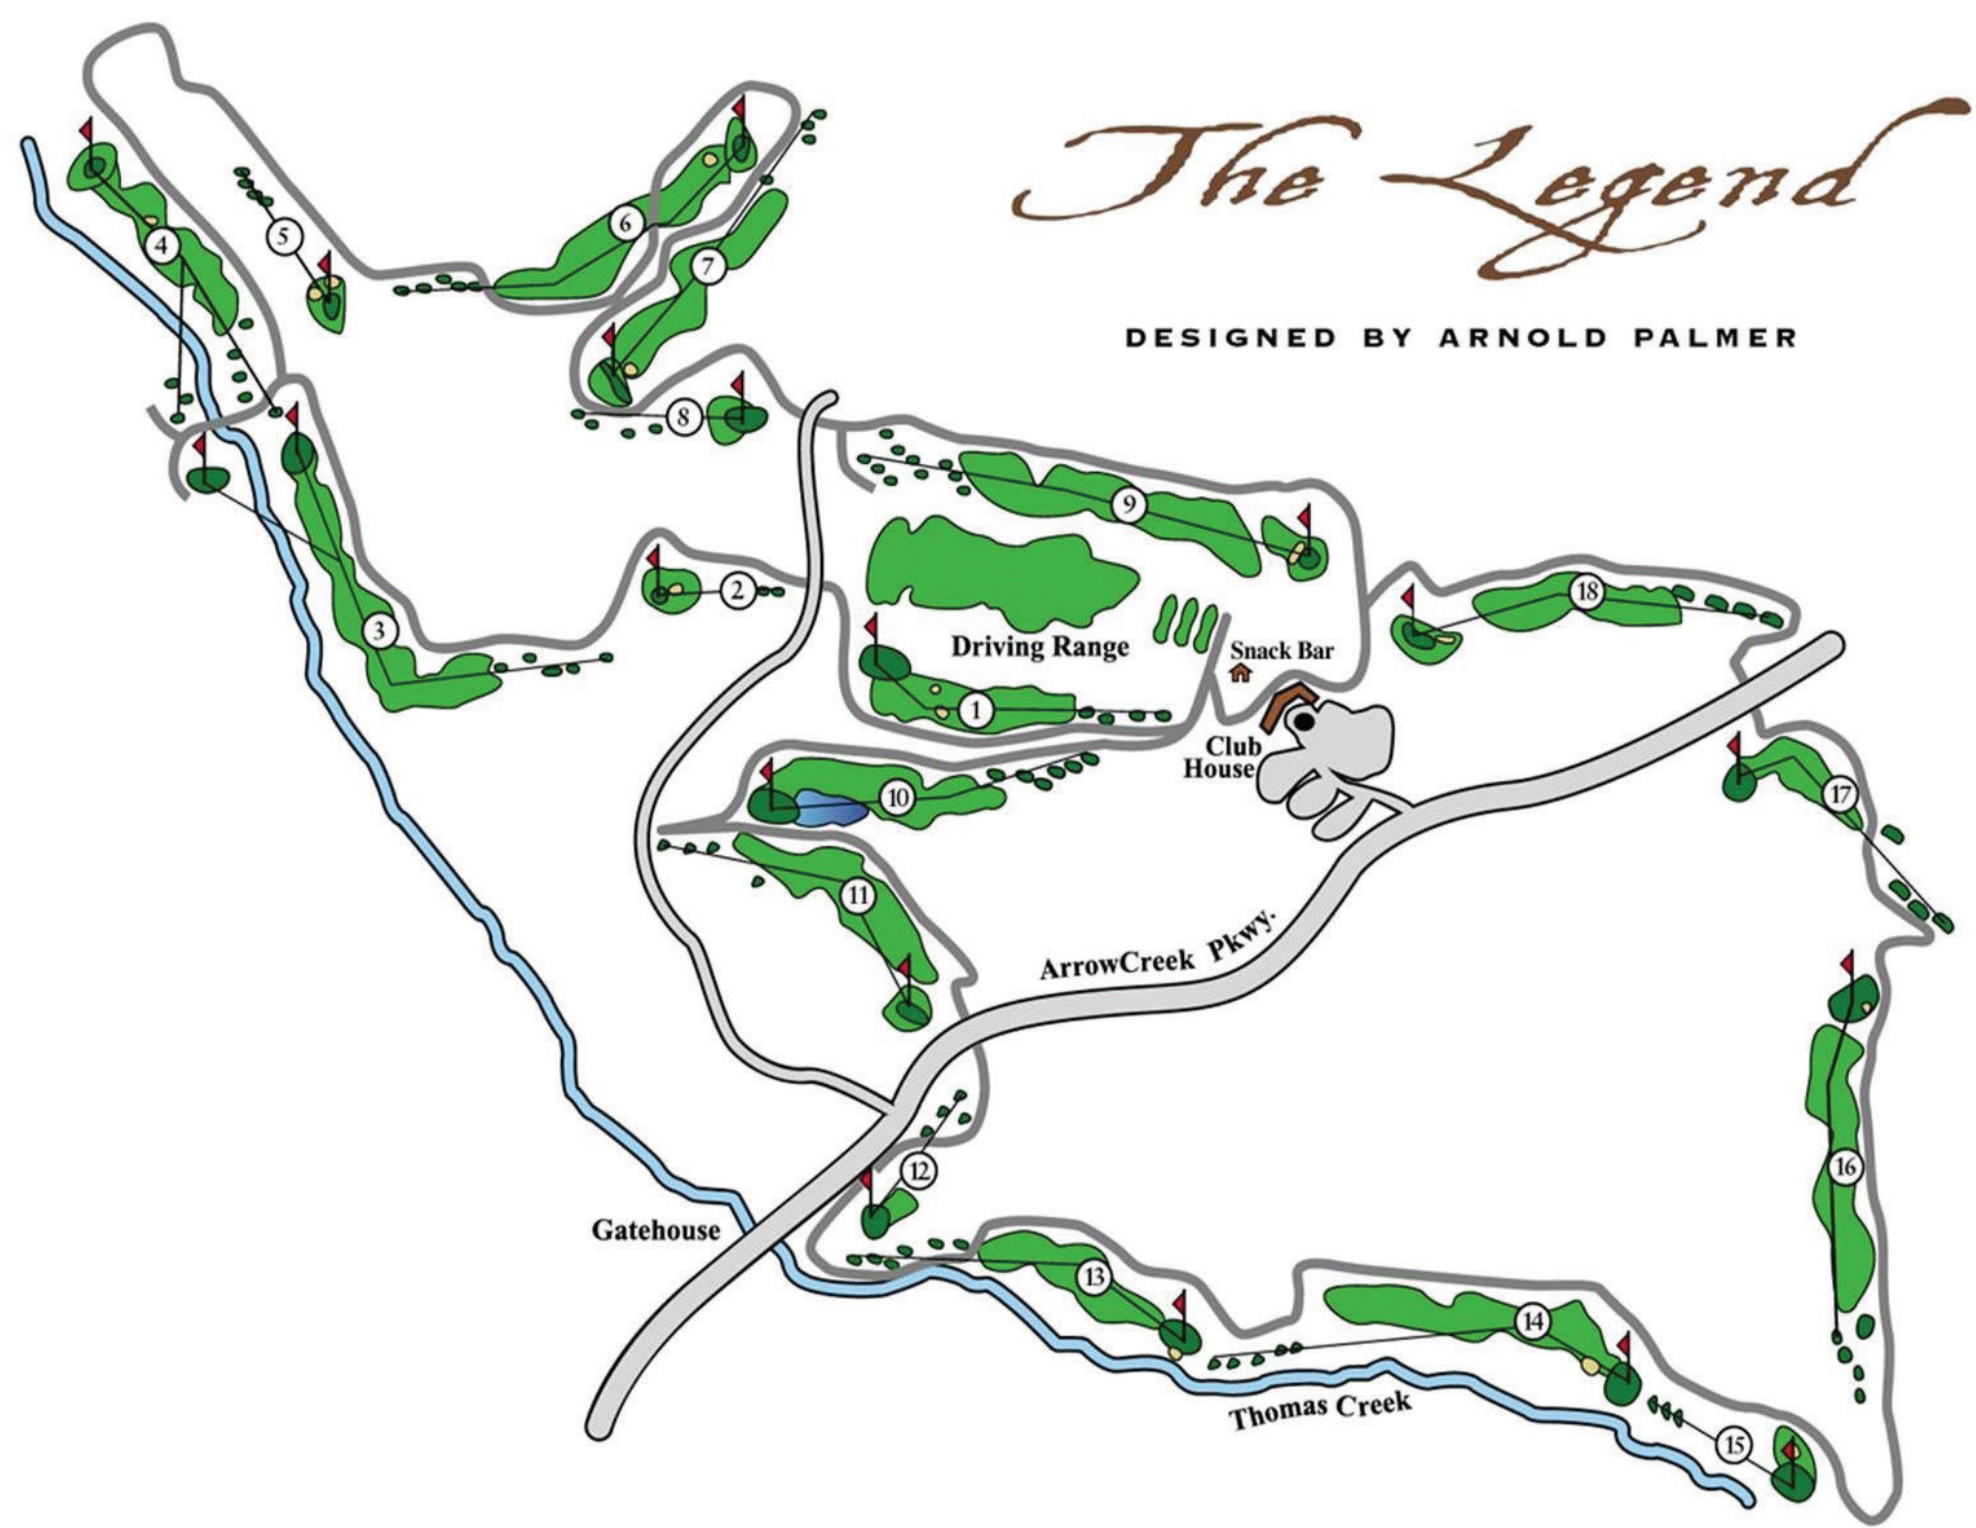 The Legend
DESIGNED BY ARNOLD PALMER
6
5
4
7
8
9
2
18
3
Driving Range
Snack Bar
1
Club
House
10
17
11
ArrowCreek Pkwy.
12
16
Gatehouse
13
14
Thomas Creek
15